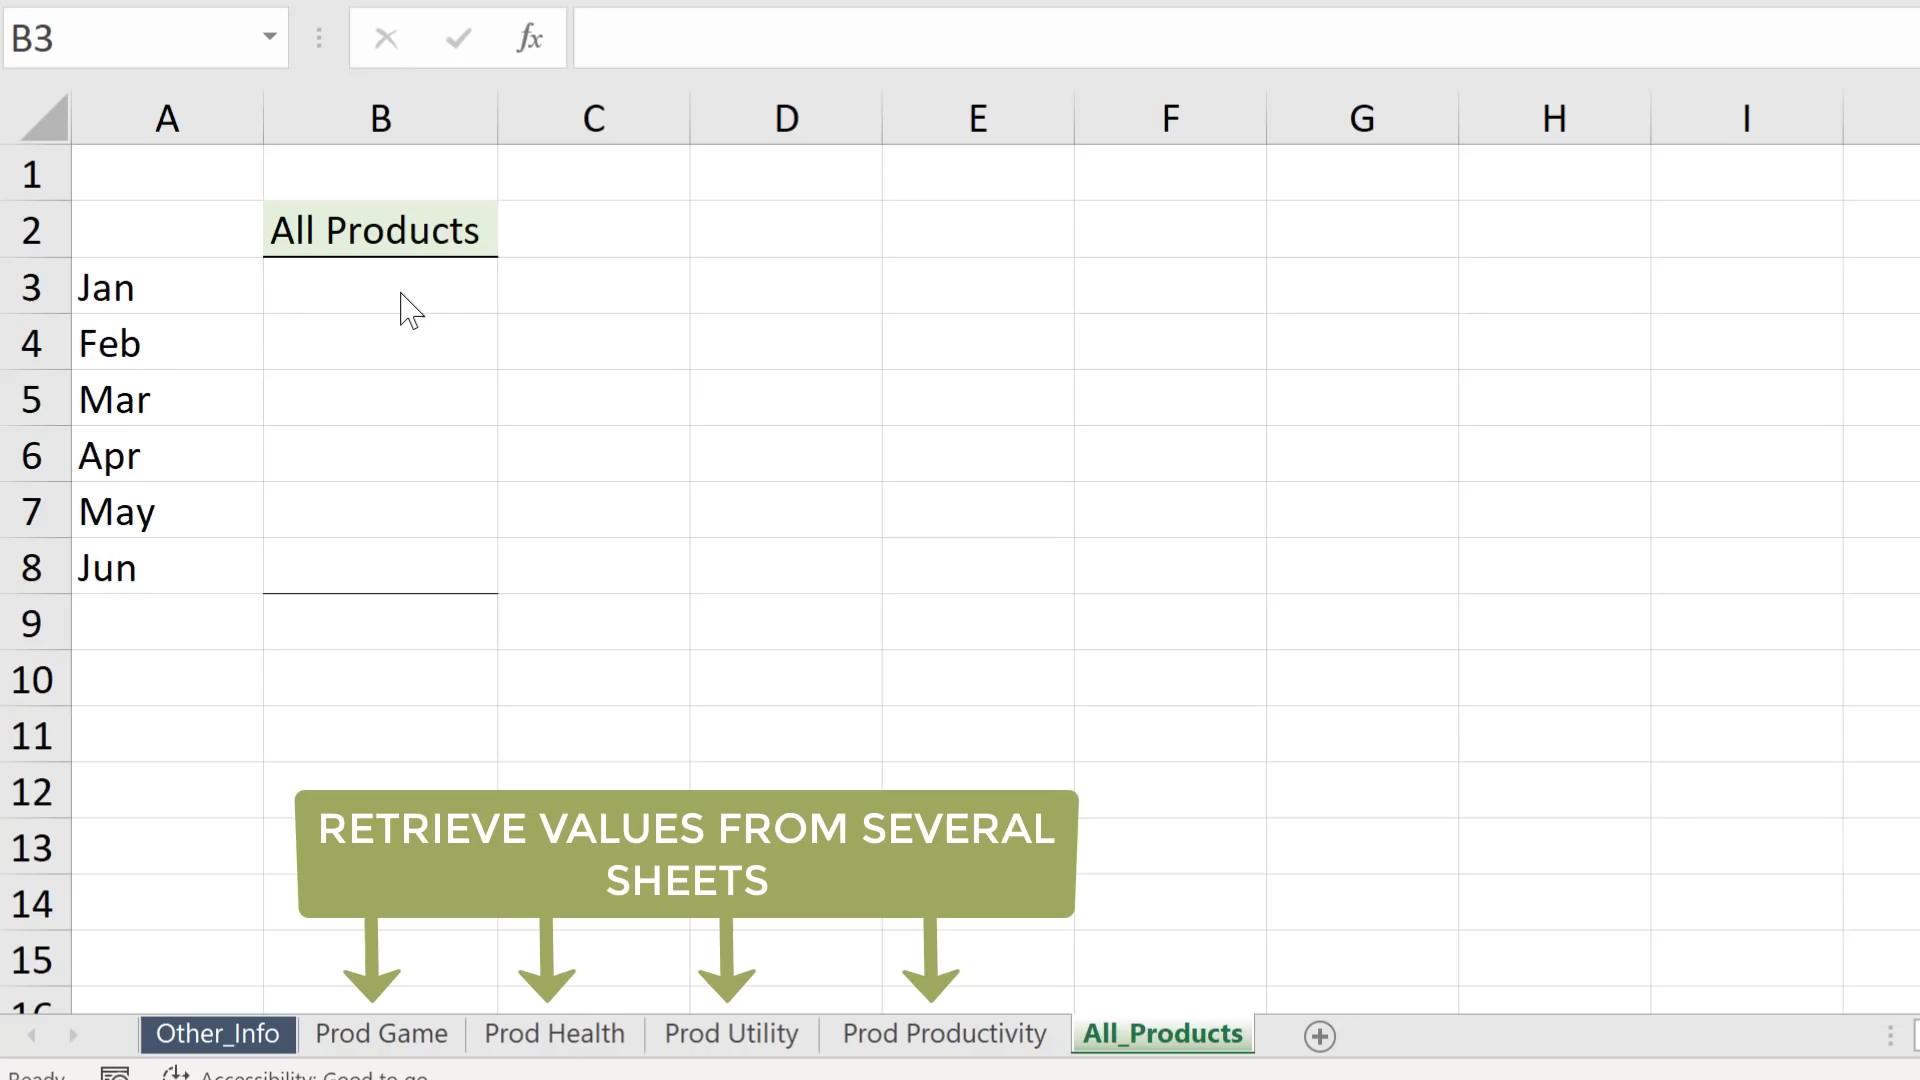 B3
fx
A B C D E F G H I
1
2 All Products
3 Jan
4 Feb
5 Mar
6 Apr
7 May
8 Jun
9
10
11
12
13
14
15
16
RETRIEVE VALUES FROM SEVERAL
SHEETS
Other_Info Prod Game Prod Health Prod Utility Prod Productivity All_Products
Ready Accessibility: Good to go